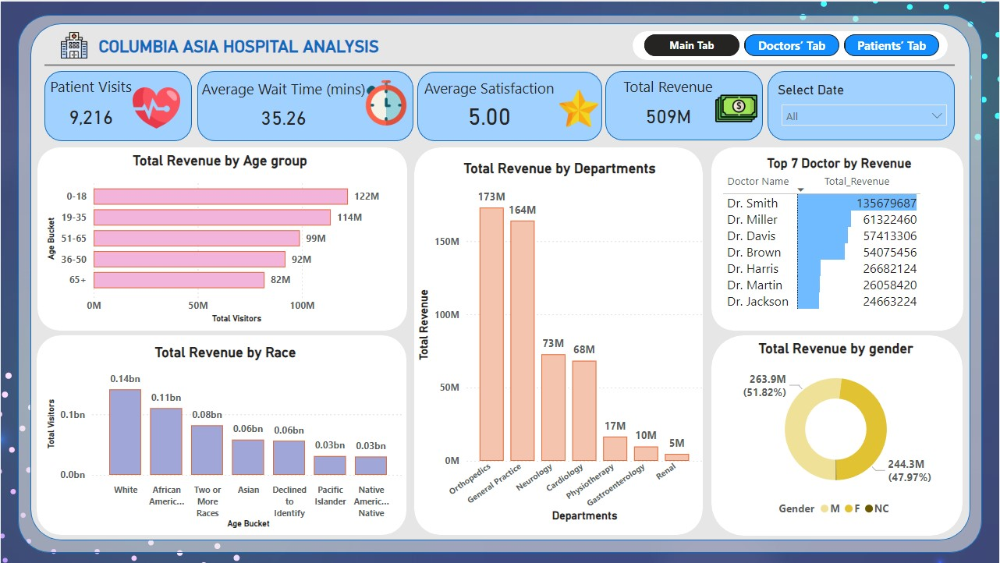 COLUMBIA ASIA HOSPITAL ANALYSIS
Main Tab
Doctors’ Tab
Patients’ Tab
Patient Visits
9,216
Average Wait Time (mins)
35.26
Average Satisfaction
5.00
Total Revenue
509M
Select Date
All
Total Revenue by Age group
Age Bucket
0-18
122M
19-35
114M
51-65
99M
36-50
92M
65+
82M
0M
50M
100M
Total Visitors
Total Revenue by Race
Total Visitors
0.1bn
0.0bn
0.14bn
0.11bn
0.08bn
0.06bn
0.06bn
0.03bn
0.03bn
White
African
Americ...
Two or
More
Races
Asian
Declined
to
Identify
Pacific
Islander
Native
Americ...
Native
Age Bucket
Total Revenue by Departments
Total Revenue
150M
100M
50M
0M
173M
164M
73M
68M
17M
10M
5M
Orthopedics
General Practice
Neurology
Cardiology
Physiotherapy
Gastroenterology
Renal
Departments
Top 7 Doctor by Revenue
Doctor Name Total_Revenue
Dr. Smith 135679687
Dr. Miller 61322460
Dr. Davis 57413306
Dr. Brown 54075456
Dr. Harris 26682124
Dr. Martin 26058420
Dr. Jackson 24663224
Total Revenue by gender
263.9M
(51.82%)
244.3M
(47.97%)
Gender M F NC